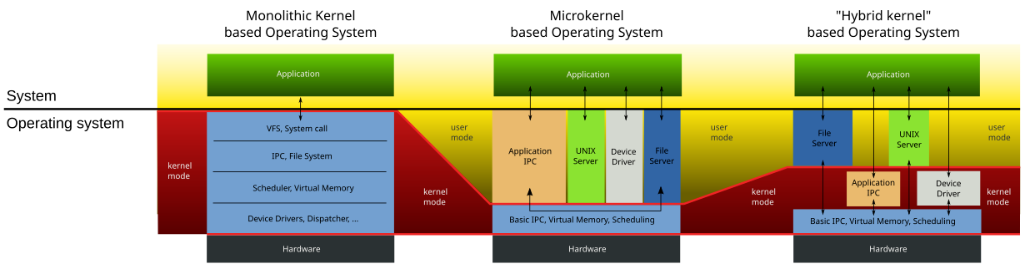 Monolithic Kernel
based Operating System
Microkernel
based Operating System
"Hybrid kernel"
based Operating System
Application
Application
Application
System
Operating system
VFS, System call
IPC, File System
Scheduler, Virtual Memory
Device Drivers, Dispatcher, ...
Hardware
kernel
mode
user
mode
kernel
mode
Application
IPC
UNIX
Server
Device
Driver
File
Server
Basic IPC, Virtual Memory, Scheduling
Hardware
user
mode
kernel
mode
File
Server
UNIX
Server
user
mode
Application
IPC
Device
Driver
kernel
mode
Basic IPC, Virtual Memory, Scheduling
Hardware